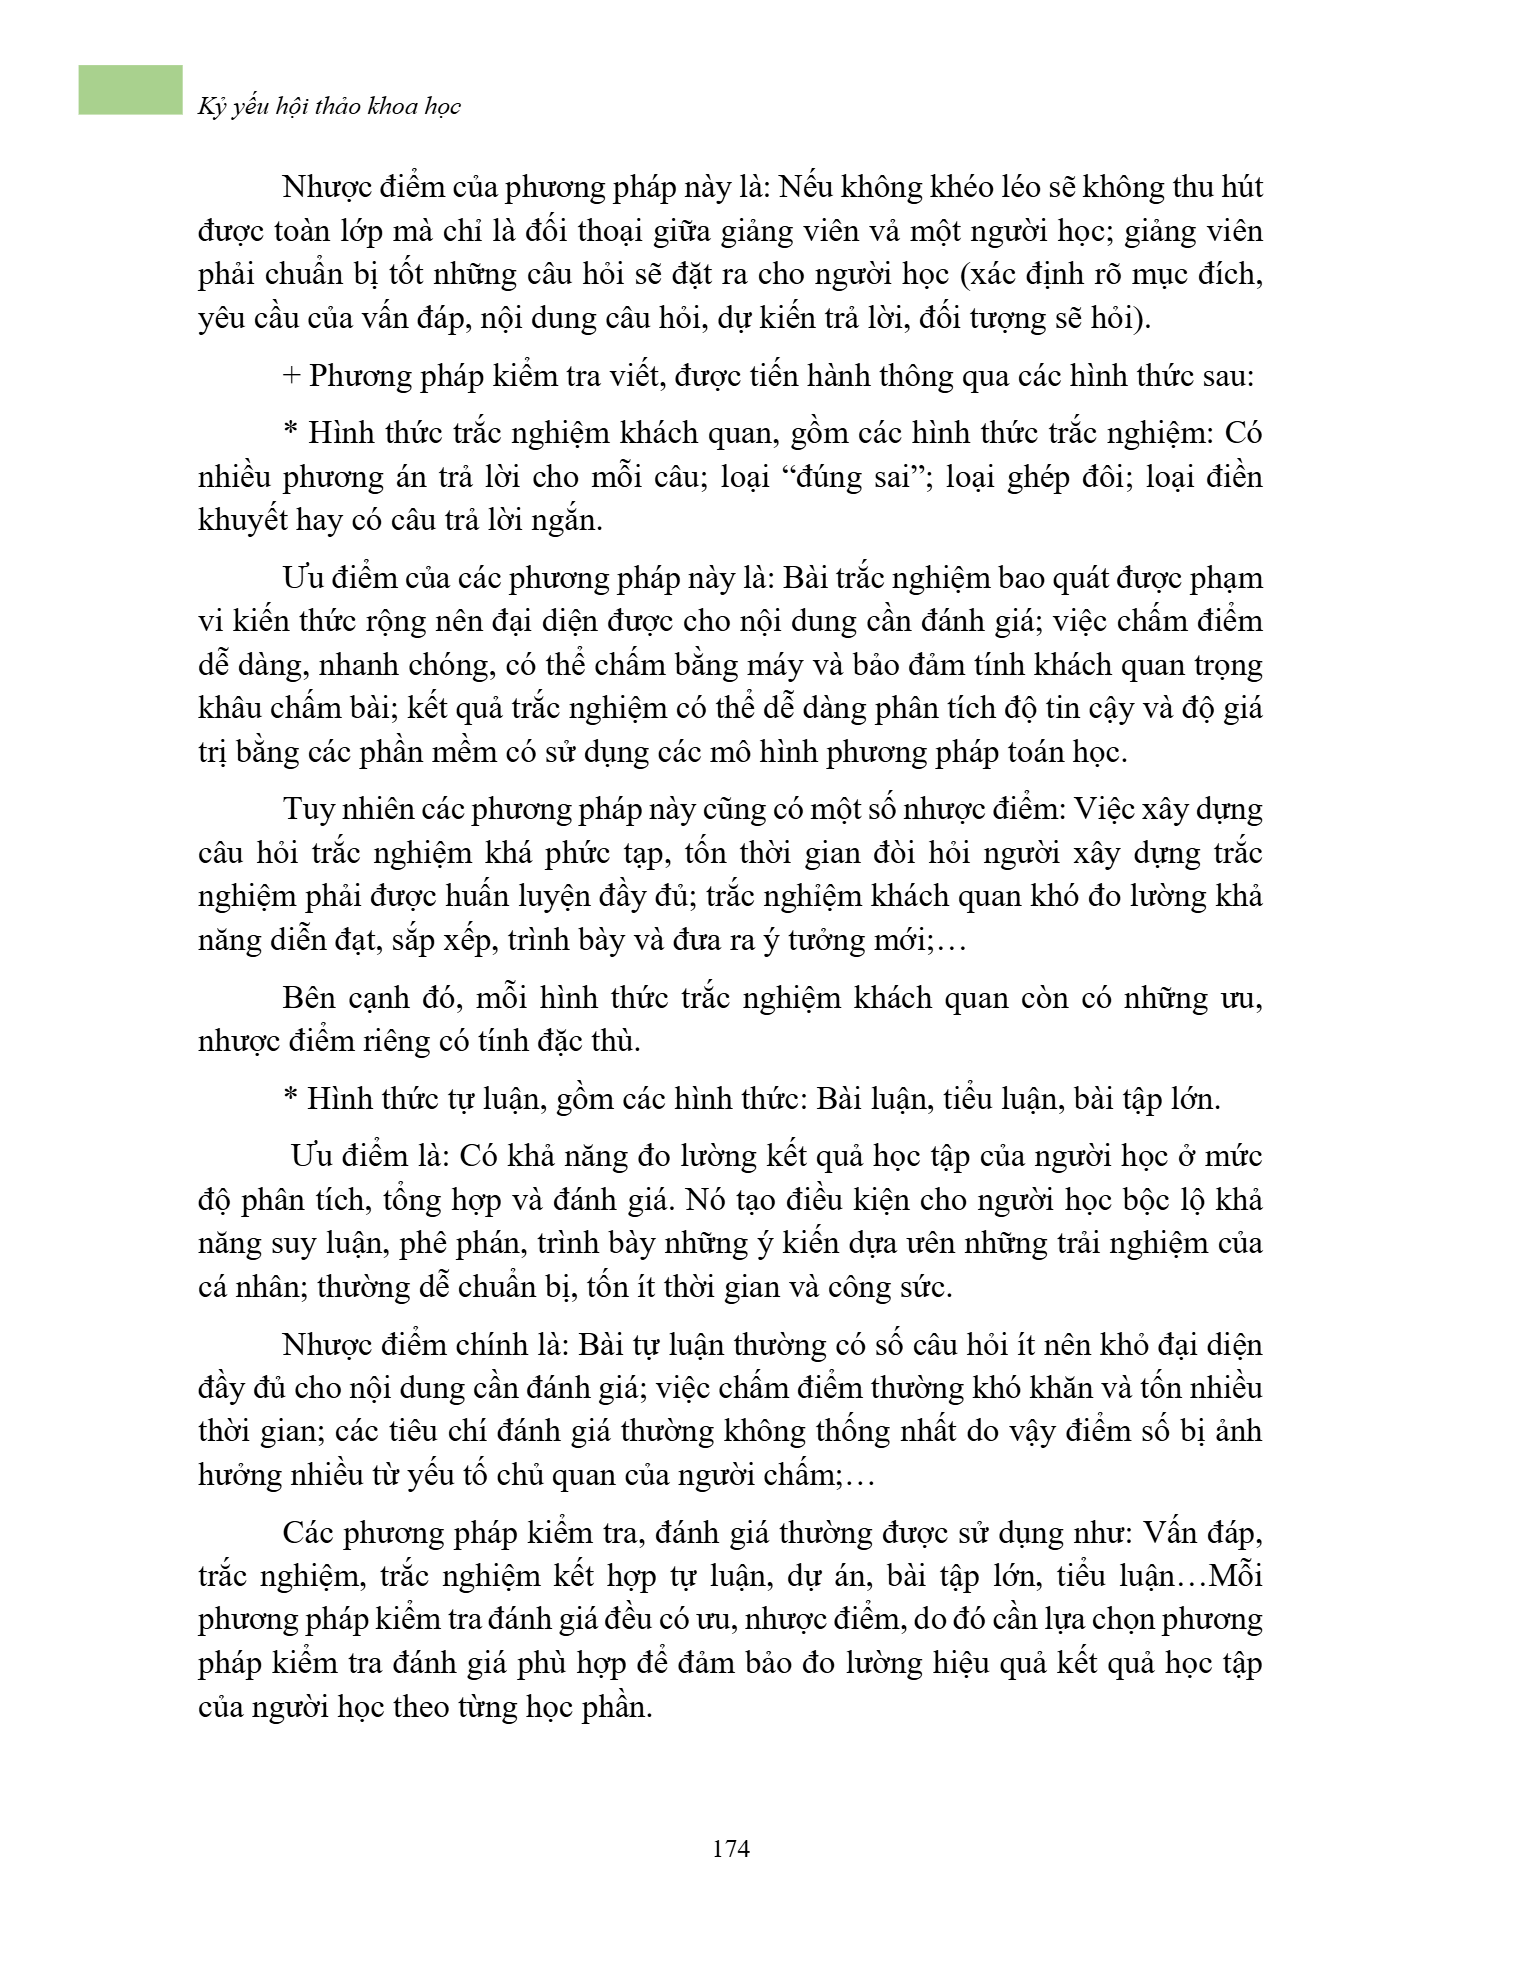 Kỷ yếu hội thảo khoa học
Nhược điểm của phương pháp này là: Nếu không khéo léo sẽ không thu hút
được toàn lớp mà chỉ là đối thoại giữa giảng viên vả một người học; giảng viên
phải chuẩn bị tốt những câu hỏi sẽ đặt ra cho người học (xác định rõ mục đích,
yêu cầu của vấn đáp, nội dung câu hỏi, dự kiến trả lời, đối tượng sẽ hỏi).
+ Phương pháp kiểm tra viết, được tiến hành thông qua các hình thức sau:
* Hình thức trắc nghiệm khách quan, gồm các hình thức trắc nghiệm: Có
nhiều phương án trả lời cho mỗi câu; loại “đúng sai”; loại ghép đôi; loại điền
khuyết hay có câu trả lời ngắn.
Ưu điểm của các phương pháp này là: Bài trắc nghiệm bao quát được phạm
vi kiến thức rộng nên đại diện được cho nội dung cần đánh giá; việc chấm điểm
dễ dàng, nhanh chóng, có thể chấm bằng máy và bảo đảm tính khách quan trọng
khâu chấm bài; kết quả trắc nghiệm có thể dễ dàng phân tích độ tin cậy và độ giá
trị bằng các phần mềm có sử dụng các mô hình phương pháp toán học.
Tuy nhiên các phương pháp này cũng có một số nhược điểm: Việc xây dựng
câu hỏi trắc nghiệm khá phức tạp, tốn thời gian đòi hỏi người xây dựng trắc
nghiệm phải được huấn luyện đầy đủ; trắc nghỉệm khách quan khó đo lường khả
năng diễn đạt, sắp xếp, trình bày và đưa ra ý tưởng mới;…
Bên cạnh đó, mỗi hình thức trắc nghiệm khách quan còn có những ưu,
nhược điểm riêng có tính đặc thù.
* Hình thức tự luận, gồm các hình thức: Bài luận, tiểu luận, bài tập lớn.
Ưu điểm là: Có khả năng đo lường kết quả học tập của người học ở mức
độ phân tích, tổng hợp và đánh giá. Nó tạo điều kiện cho người học bộc lộ khả
năng suy luận, phê phán, trình bày những ý kiến dựa ưên những trải nghiệm của
cá nhân; thường dễ chuẩn bị, tốn ít thời gian và công sức.
Nhược điểm chính là: Bài tự luận thường có số câu hỏi ít nên khỏ đại diện
đầy đủ cho nội dung cần đánh giá; việc chấm điểm thường khó khăn và tốn nhiều
thời gian; các tiêu chí đánh giá thường không thống nhất do vậy điểm số bị ảnh
hưởng nhiều từ yếu tố chủ quan của người chấm;…
Các phương pháp kiểm tra, đánh giá thường được sử dụng như: Vấn đáp,
trắc nghiệm, trắc nghiệm kết hợp tự luận, dự án, bài tập lớn, tiểu luận…Mỗi
phương pháp kiểm tra đánh giá đều có ưu, nhược điểm, do đó cần lựa chọn phương
pháp kiểm tra đánh giá phù hợp để đảm bảo đo lường hiệu quả kết quả học tập
của người học theo từng học phần.
174